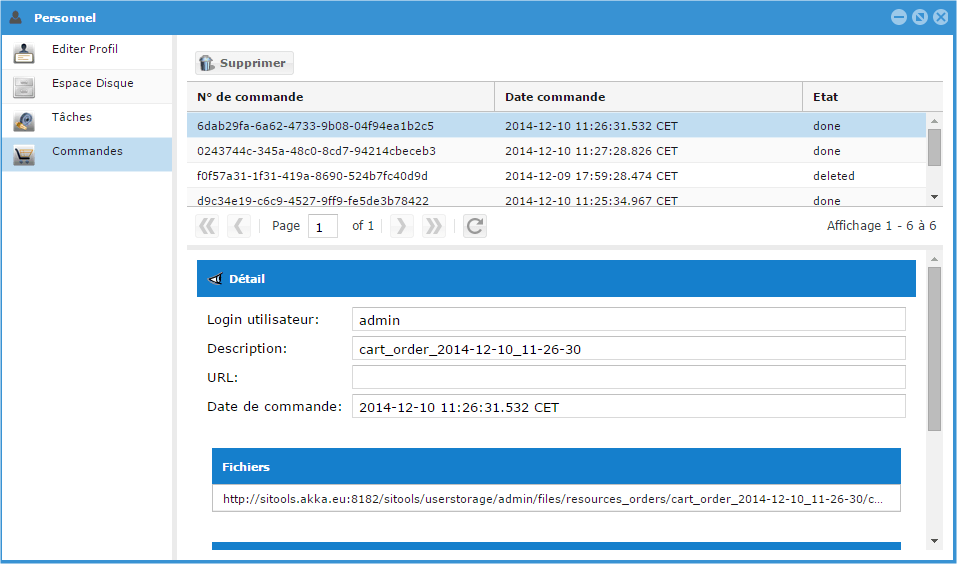 Personnel
Editer Profil
Espace Disque
Tâches
Commandes
Supprimer
N° de commande Date commande Etat
6dab29fa-6a62-4733-9b08-04f94ea1b2c5 2014-12-10 11:26:31.532 CET done
0243744c-345a-48c0-8cd7-94214cbeceb3 2014-12-10 11:27:28.826 CET done
f0f57a31-1f31-419a-8690-524b7fc40d9d 2014-12-09 17:59:28.474 CET deleted
d9c34e19-c6c9-4527-9ff9-fe5de3b78422 2014-12-10 11:25:34.967 CET done
Page 1 of 1 Affichage 1 - 6 à 6
Détail
Login utilisateur: admin
Description: cart_order_2014-12-10_11-26-30
URL:
Date de commande: 2014-12-10 11:26:31.532 CET
Fichiers
http://sitools.akka.eu:8182/sitools/userstorage/admin/files/resources_orders/cart_order_2014-12-10_11-26-30/c...